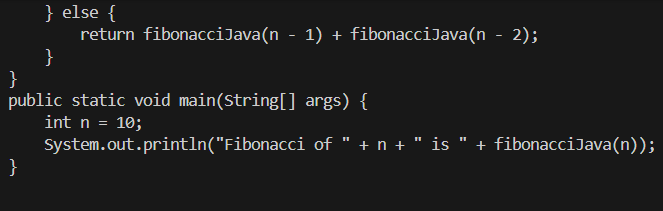 } else {
        return fibonacciJava(n - 1) + fibonacciJava(n - 2);
    }
}
public static void main(String[] args) {
    int n = 10;
    System.out.println("Fibonacci of " + n + " is " + fibonacciJava(n));
}